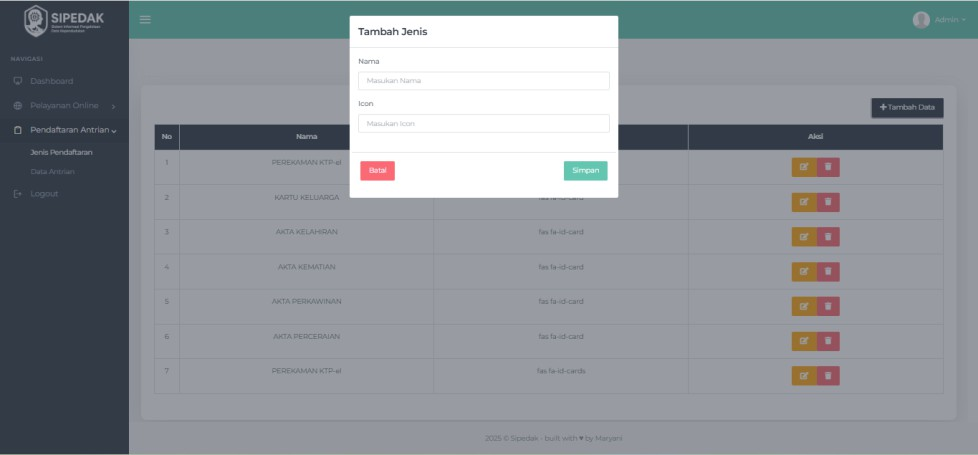 SIPEDAK
Admin
Tambah Jenis
NAVIGASI
Nama
Dashboard
Masukan Nama
Pelayanan Online
Icon
Tambah Data
Masukan Icon
Pendaftaran Antrian
No Nama Aksi
Jenis Pendaftaran
1 PEREKAMAN KTP-el
Batal Simpan
Data Antrian
Logout
2 KARTU KELUARGA fas fa-id-card
3 AKTA KELAHIRAN fas fa-id-card
4 AKTA KEMATIAN fas fa-id-card
5 AKTA PERKAWINAN fas fa-id-card
6 AKTA PERCERAIAN fas fa-id-card
7 PEREKAMAN KTP-el fas fa-id-cards
2025 © Sipedak - built with ♥ by Maryani